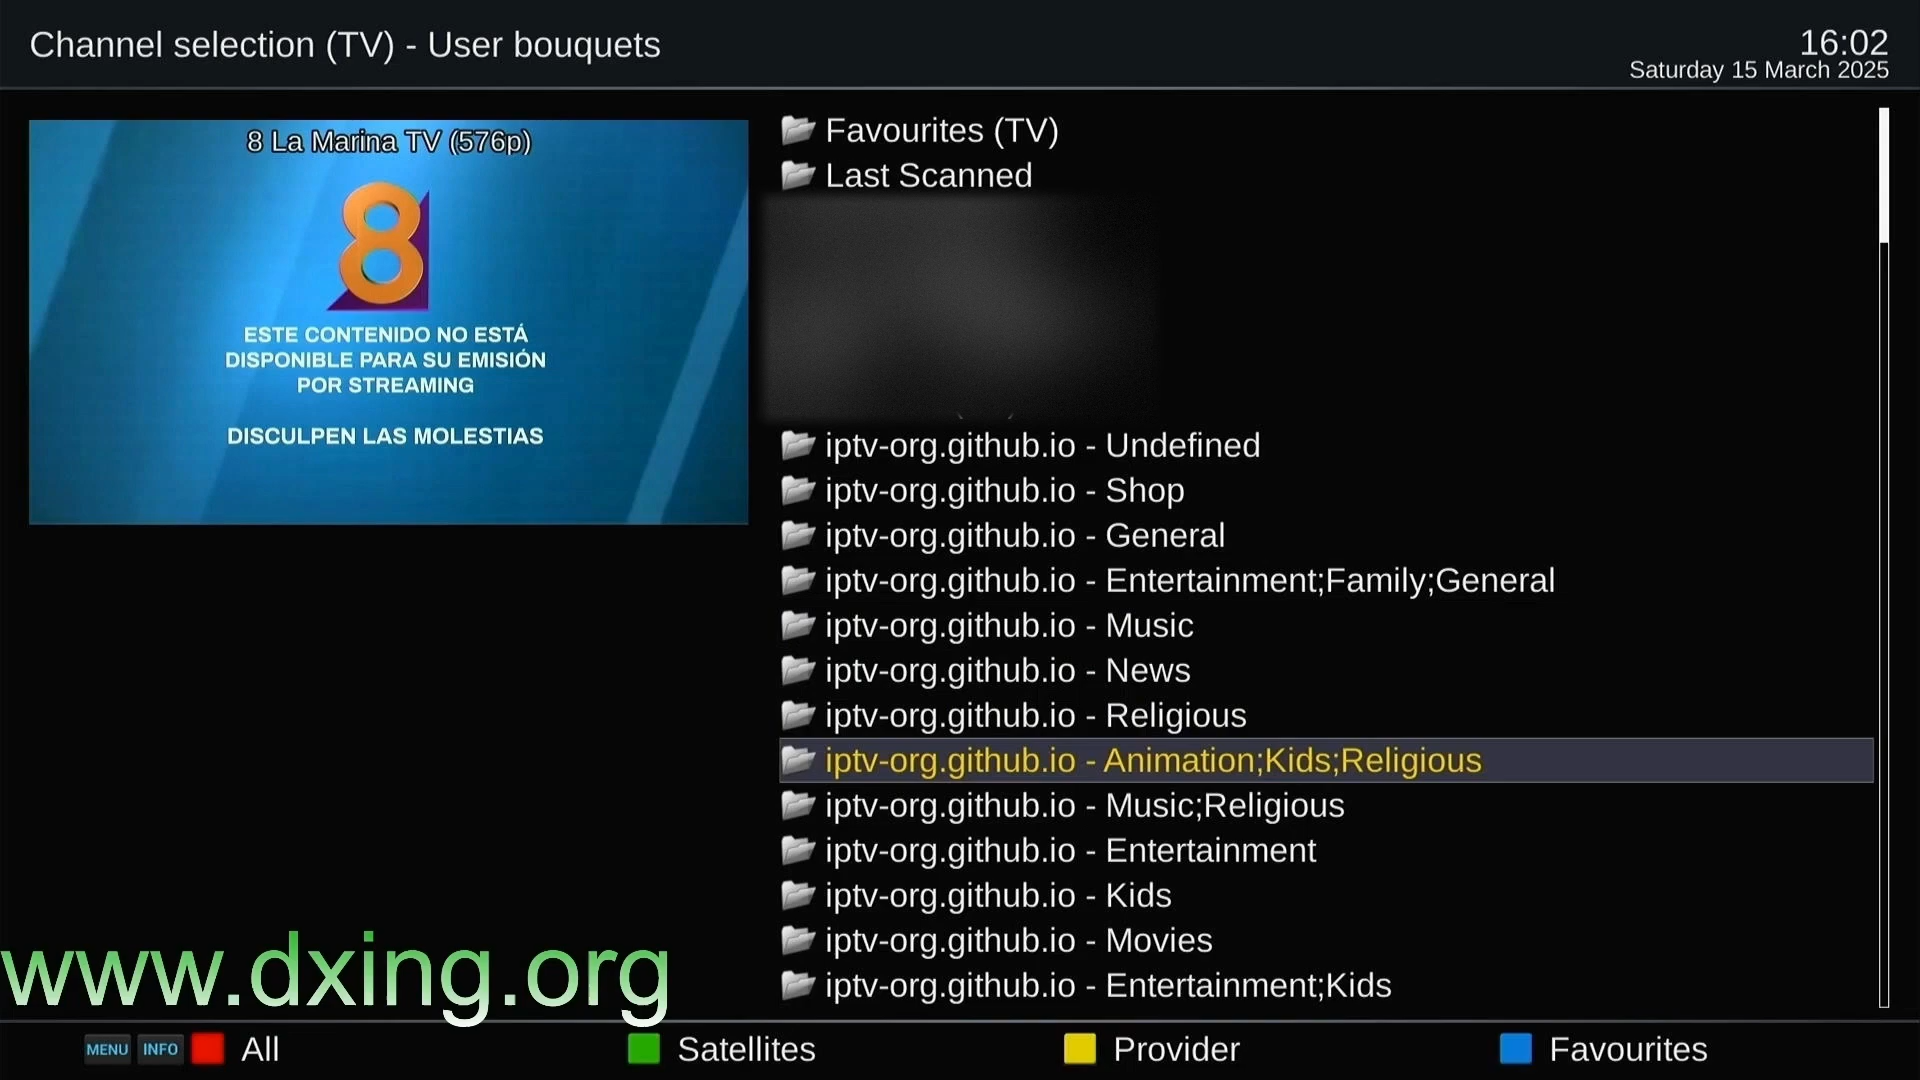 Channel selection (TV) - User bouquets
16:02
Saturday 15 March 2025
8 La Marina TV (576p)
8
ESTE CONTENIDO NO ESTÁ
DISPONIBLE PARA SU EMISIÓN
POR STREAMING
DISCULPEN LAS MOLESTIAS
Favourites (TV)
Last Scanned
iptv-org.github.io - Undefined
iptv-org.github.io - Shop
iptv-org.github.io - General
iptv-org.github.io - Entertainment;Family;General
iptv-org.github.io - Music
iptv-org.github.io - News
iptv-org.github.io - Religious
iptv-org.github.io - Animation;Kids;Religious
iptv-org.github.io - Music;Religious
iptv-org.github.io - Entertainment
iptv-org.github.io - Kids
iptv-org.github.io - Movies
iptv-org.github.io - Entertainment;Kids
www.dxing.org
MENU INFO All Satellites Provider Favourites